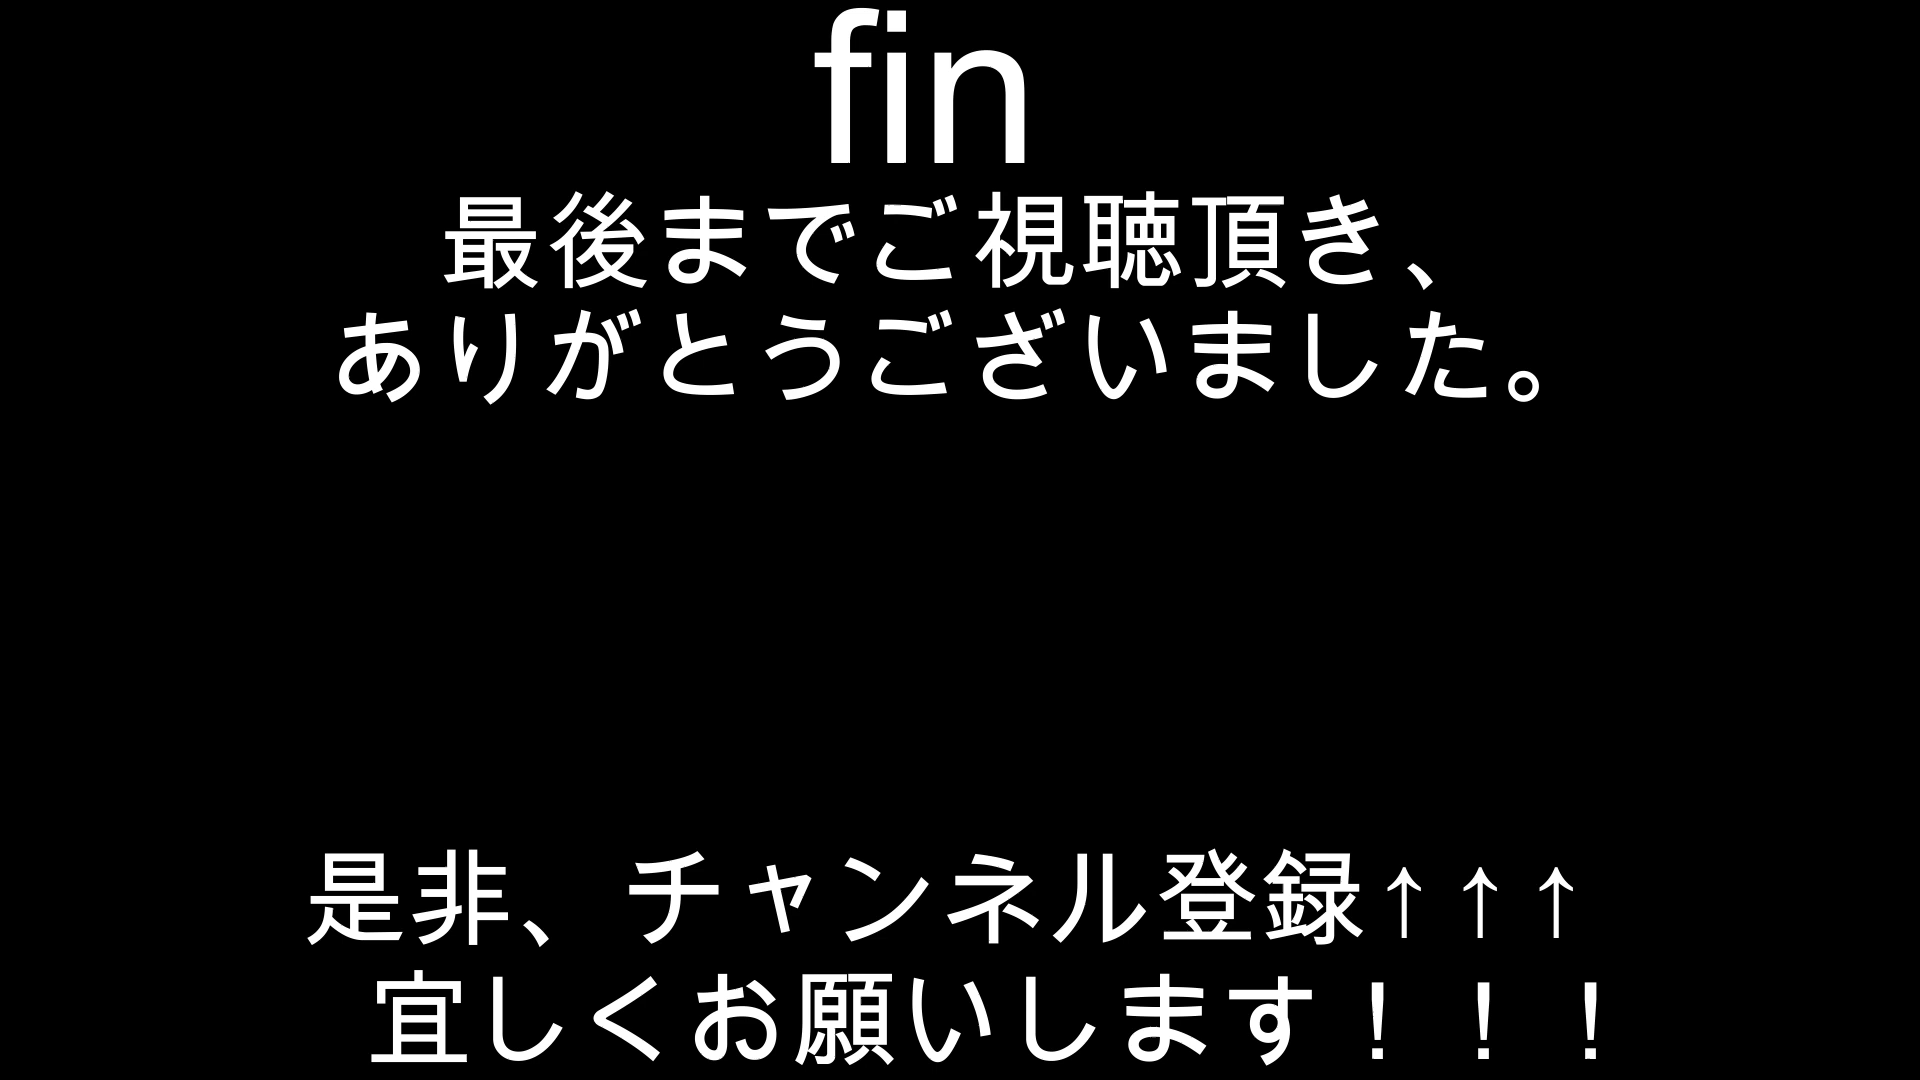 fin
最後までご視聴頂き、
ありがとうございました。
是非、チャンネル登録↑↑↑
宜しくお願いします！！！